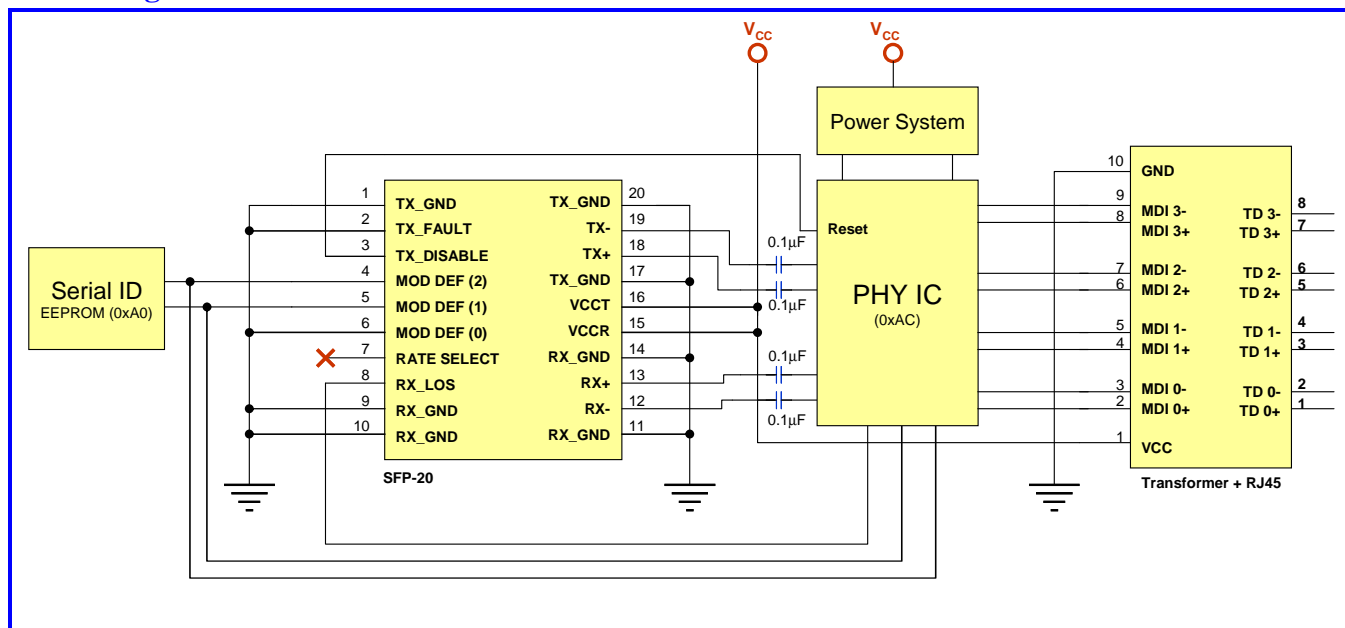 V_CC
V_CC
Power System
Serial ID
EEPROM (0xA0)
1 TX_GND
2 TX_FAULT
3 TX_DISABLE
4 MOD DEF (2)
5 MOD DEF (1)
6 MOD DEF (0)
7 RATE SELECT
8 RX_LOS
9 RX_GND
10 RX_GND
TX_GND 20
TX- 19
TX+ 18
TX_GND 17
VCCT 16
VCCR 15
RX_GND 14
RX+ 13
RX- 12
RX_GND 11
SFP-20
0.1µF
0.1µF
0.1µF
0.1µF
Reset
PHY IC
(0xAC)
10 GND
9 MDI 3-
8 MDI 3+
7 MDI 2-
6 MDI 2+
5 MDI 1-
4 MDI 1+
3 MDI 0-
2 MDI 0+
1 VCC
TD 3- 8
TD 3+ 7
TD 2- 6
TD 2+ 5
TD 1- 4
TD 1+ 3
TD 0- 2
TD 0+ 1
Transformer + RJ45